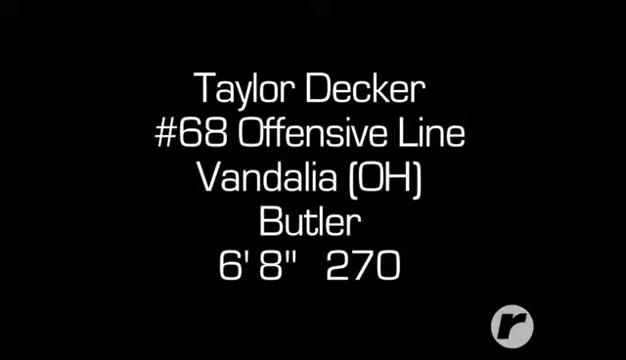 Taylor Decker
#68 Offensive Line
Vandalia (OH)
Butler
6' 8" 270
r